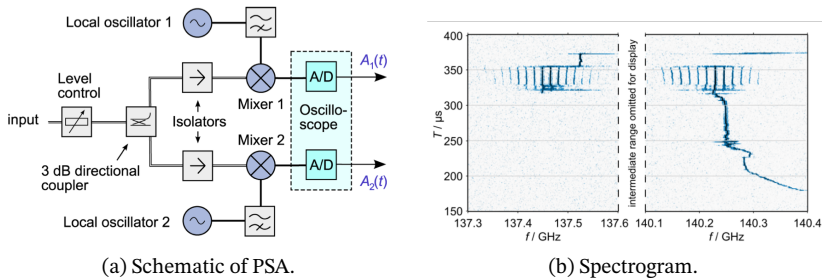 Local oscillator 1
Level
control
input
3 dB directional
coupler
Isolators
Mixer 1
Mixer 2
A/D
Oscillo-
scope
A/D
A₁(t)
A₂(t)
Local oscillator 2
(a) Schematic of PSA.
400
350
300
250
200
150
T / μs
137.3
137.4
137.5
137.6
f / GHz
intermediate range omitted for display
140.1
140.2
140.3
140.4
f / GHz
(b) Spectrogram.